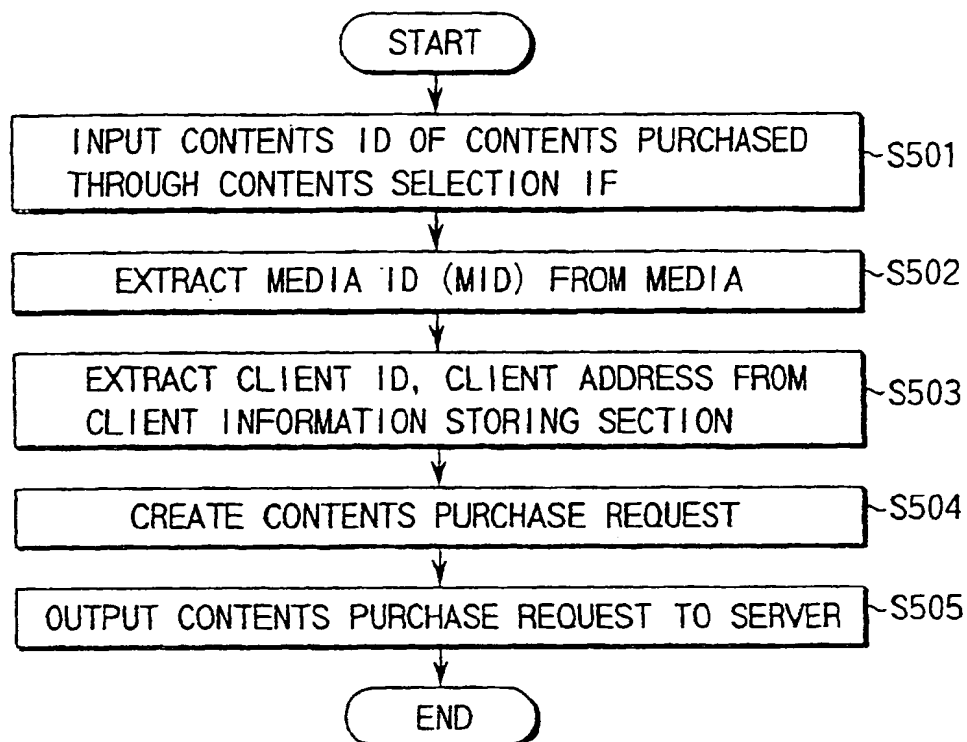 START
INPUT CONTENTS ID OF CONTENTS PURCHASED
THROUGH CONTENTS SELECTION IF
S501
EXTRACT MEDIA ID (MID) FROM MEDIA
S502
EXTRACT CLIENT ID, CLIENT ADDRESS FROM
CLIENT INFORMATION STORING SECTION
S503
CREATE CONTENTS PURCHASE REQUEST
S504
OUTPUT CONTENTS PURCHASE REQUEST TO SERVER
S505
END